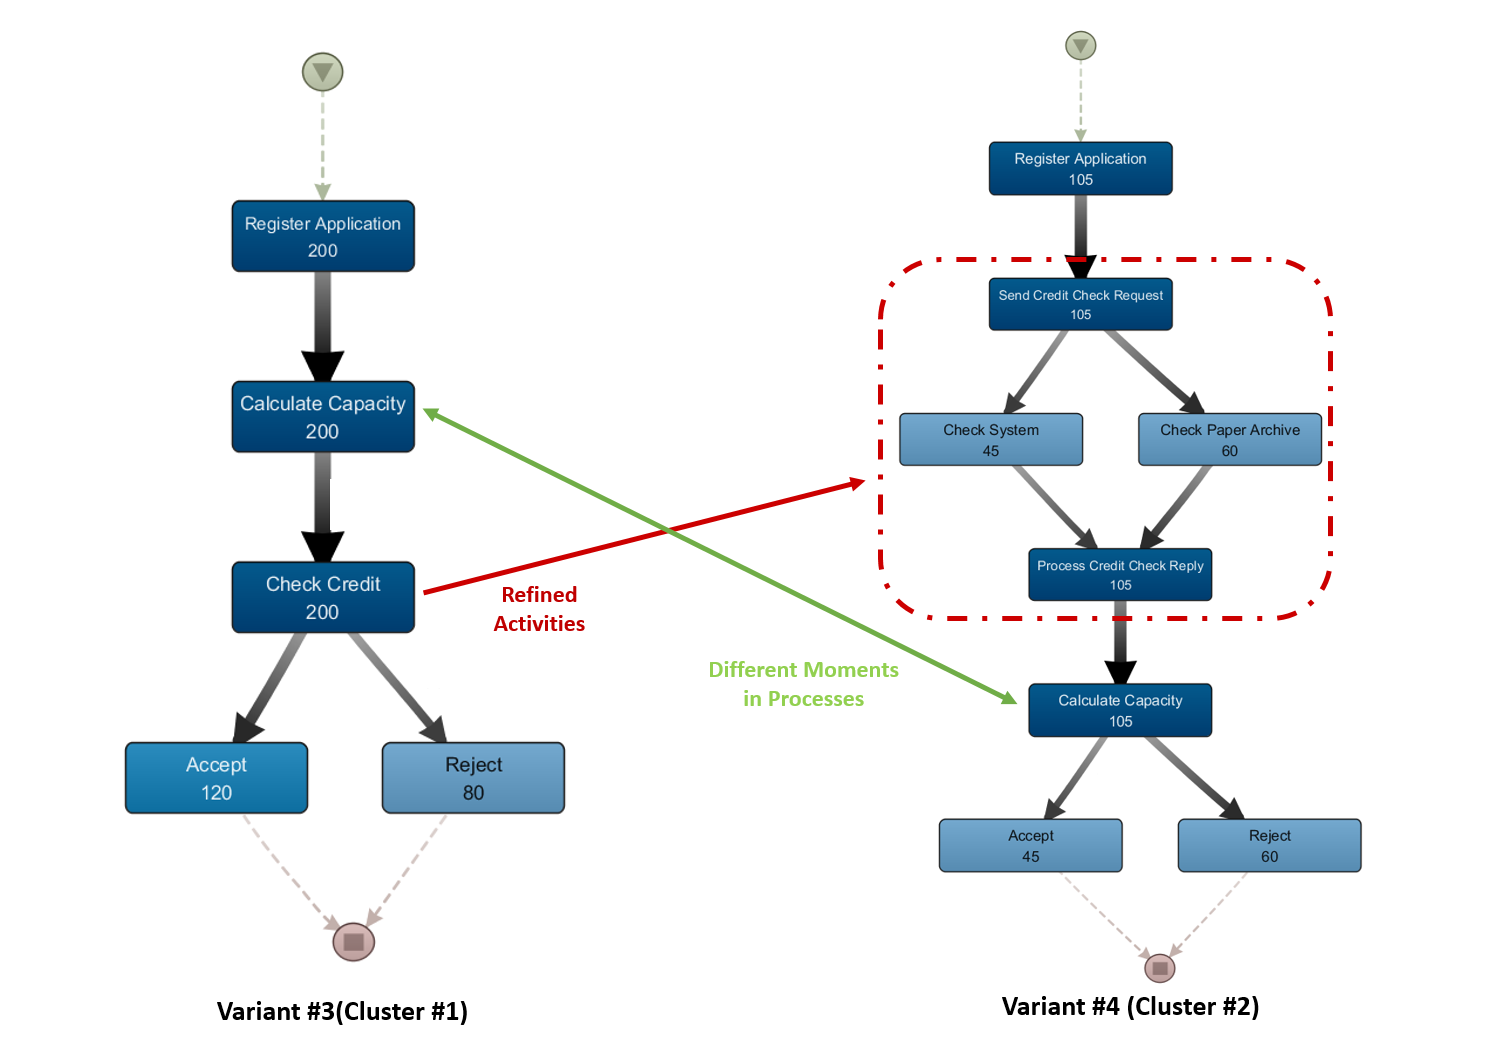 Register Application
200
Calculate Capacity
200
Check Credit
200
Accept
120
Reject
80
Variant #3(Cluster #1)
Refined
Activities
Different Moments
in Processes
Register Application
105
Send Credit Check Request
105
Check System
45
Check Paper Archive
60
Process Credit Check Reply
105
Calculate Capacity
105
Accept
45
Reject
60
Variant #4 (Cluster #2)